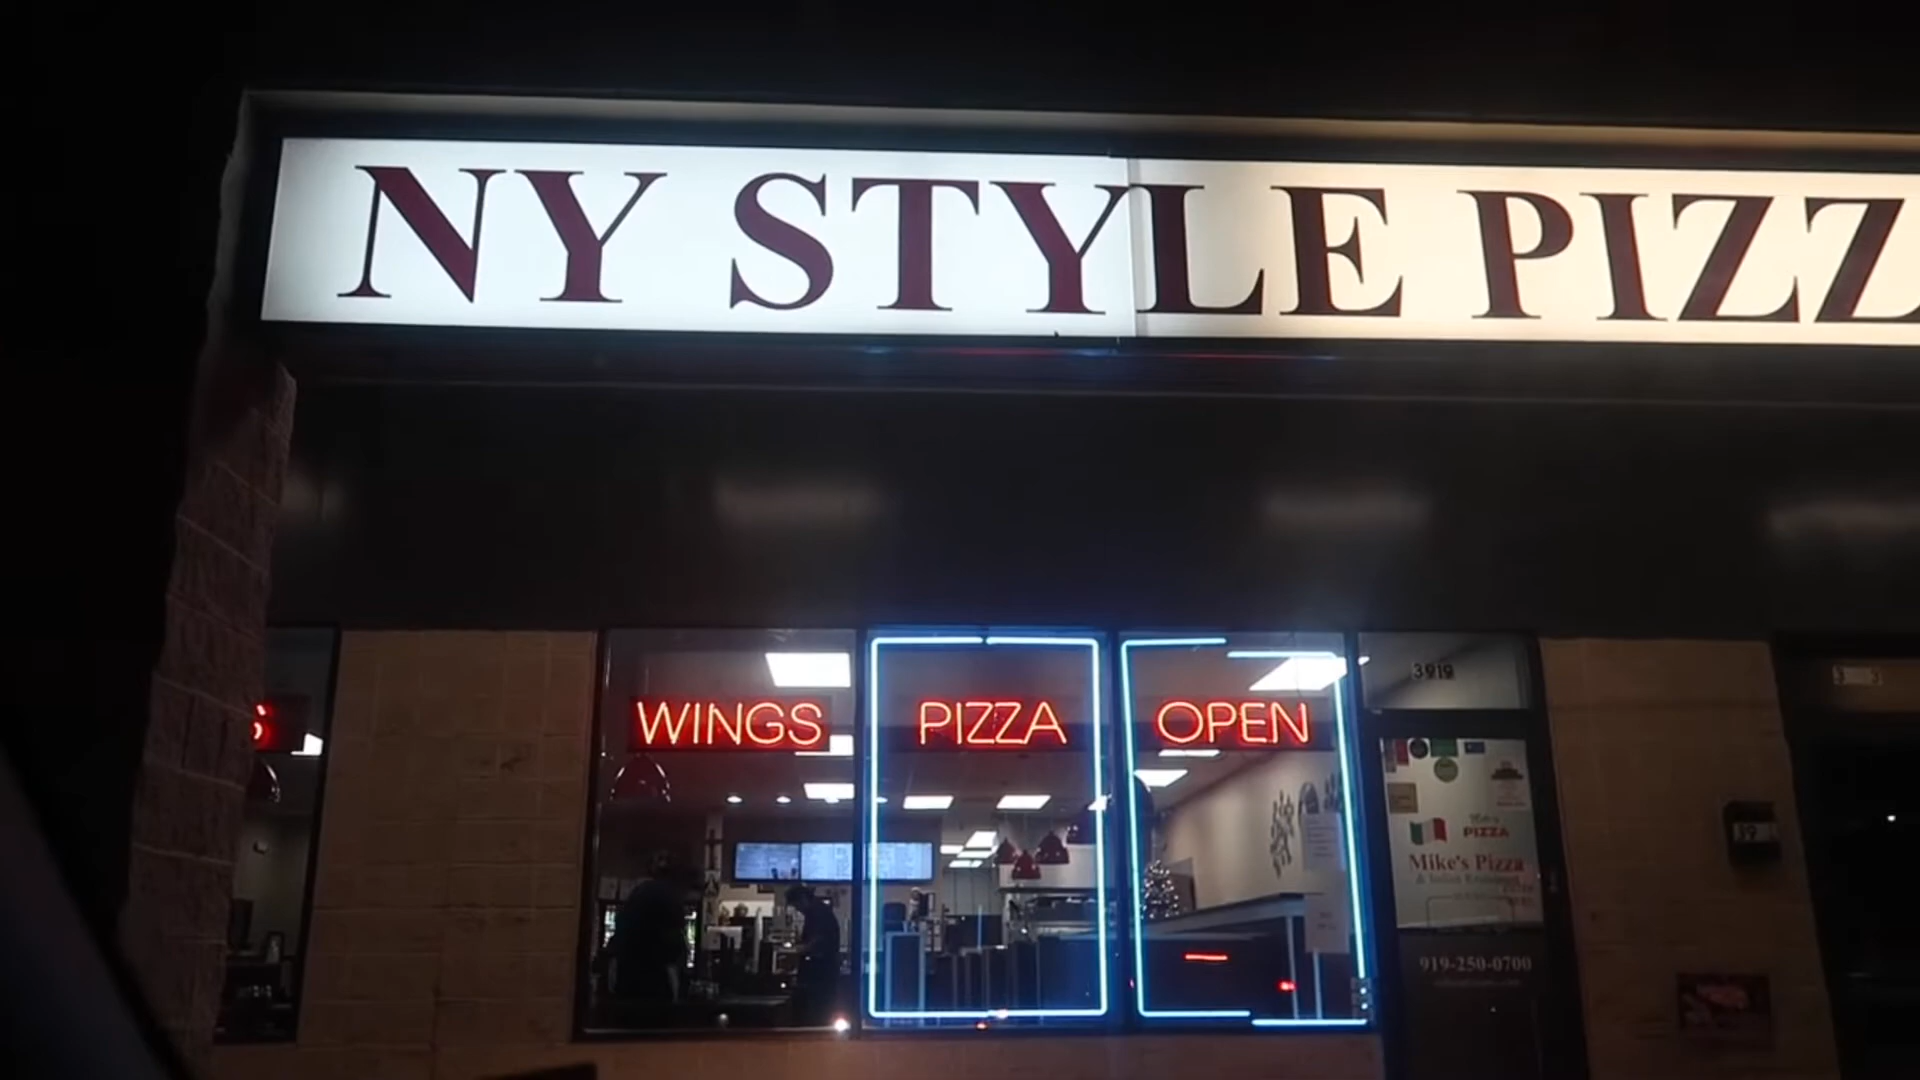 NY STYLE PIZZ
S
WINGS
PIZZA
OPEN
3919
PIZZA
Mike's Pizza
919-250-0700